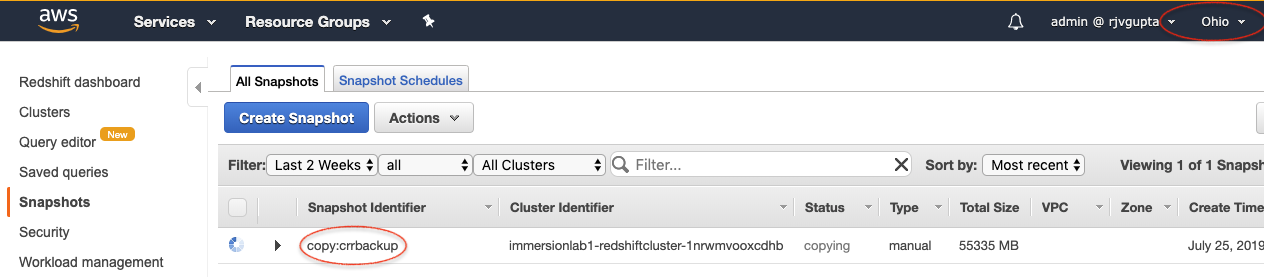 aws Services Resource Groups admin @ rjvgupta Ohio
Redshift dashboard
Clusters
Query editor New
Saved queries
Snapshots
Security
Workload management
All Snapshots Snapshot Schedules
Create Snapshot Actions
Filter: Last 2 Weeks all All Clusters Filter... Sort by: Most recent Viewing 1 of 1 Snapsh
Snapshot Identifier Cluster Identifier Status Type Total Size VPC Zone Create Time
copy:crrbackup immersionlab1-redshiftcluster-1nrwmvooxcdhb copying manual 55335 MB July 25, 2019